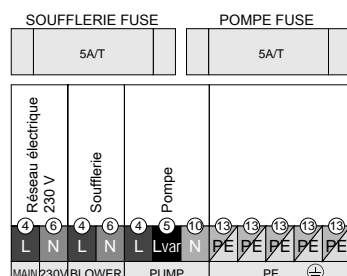 SOUFFLERIE FUSE POMPE FUSE
5A/T 5A/T
Réseau électrique
230 V
Soufflerie
Pompe
4 6 4 6 4 5 10 13 13 13 13 13
L N L N L Lvar N PE PE PE PE PE
MAIN 230V BLOWER PUMP PE